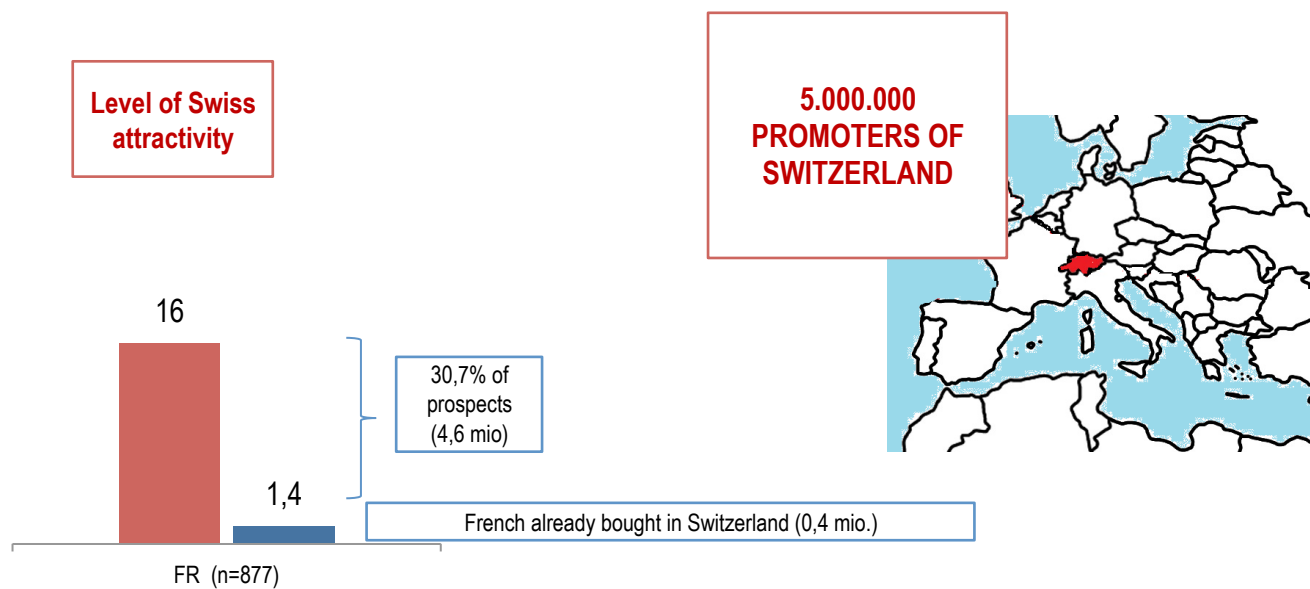 Level of Swiss
attractivity
5.000.000
PROMOTERS OF
SWITZERLAND
16
30,7% of
prospects
(4,6 mio)
1,4
French already bought in Switzerland (0,4 mio.)
FR (n=877)